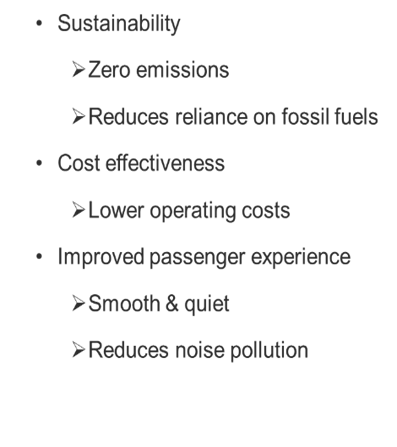 • Sustainability
➢Zero emissions
➢Reduces reliance on fossil fuels
• Cost effectiveness
➢Lower operating costs
• Improved passenger experience
➢Smooth & quiet
➢Reduces noise pollution